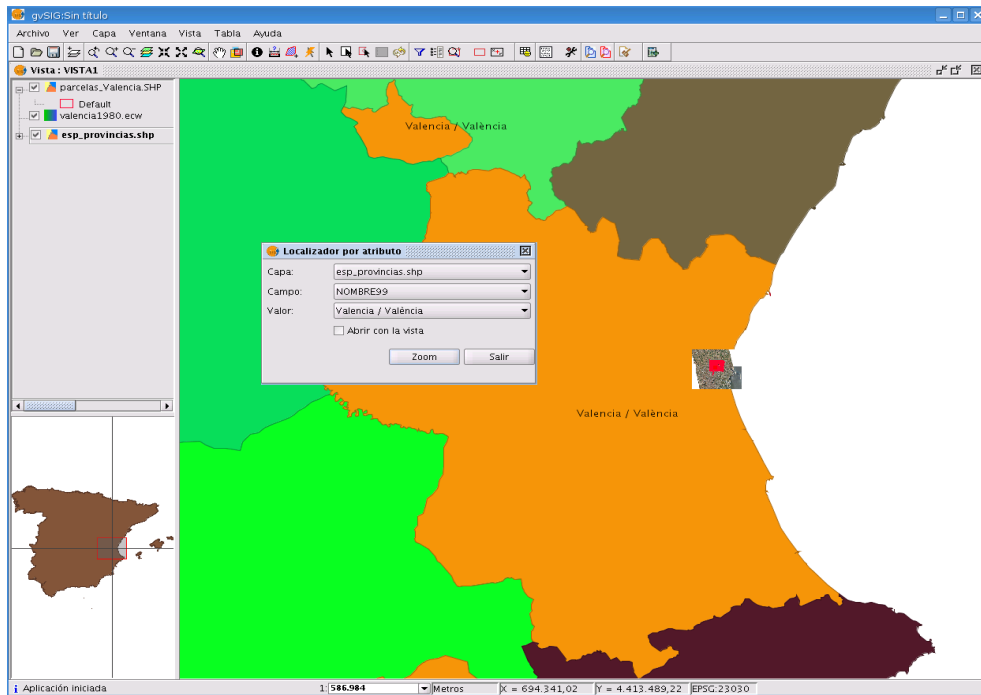 gvSIG:Sin título
Archivo Ver Capa Ventana Vista Tabla Ayuda
Vista : VISTA1
parcelas_Valencia.SHP
Default
valencia1980.ecw
esp_provincias.shp
Valencia / València
Localizador por atributo
Capa: esp_provincias.shp
Campo: NOMBRE99
Valor: Valencia / València
Abrir con la vista
Zoom Salir
Valencia / València
Aplicación iniciada 1: 586.984 Metros X = 694.341,02 Y = 4.413.489,22 EPSG:23030